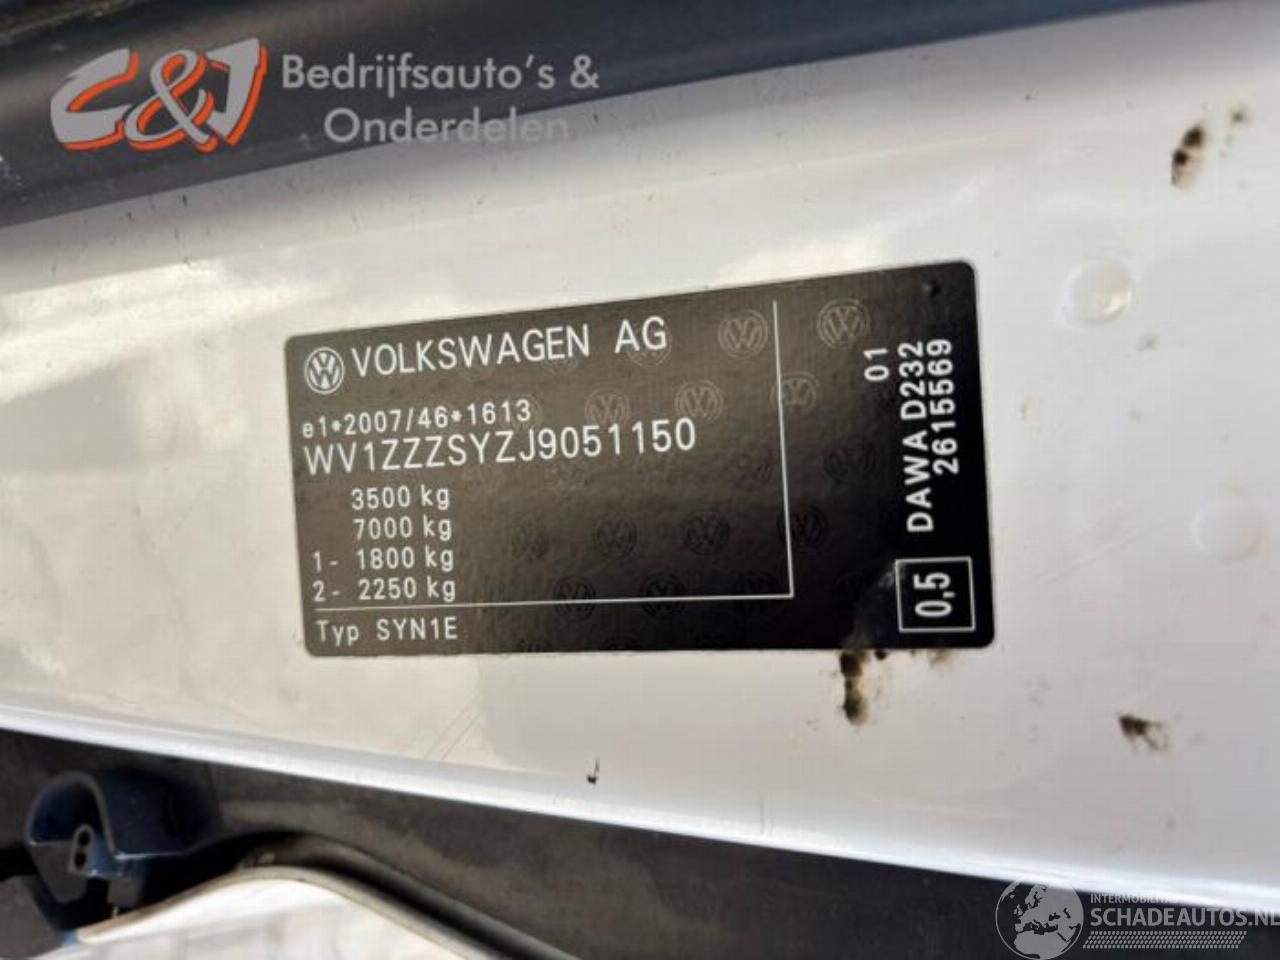 C&J Bedrijfsauto's &
Onderdelen
VOLKSWAGEN AG
e1*2007/46*1613
WV1ZZZSYZJ9051150
3500 kg
7000 kg
1- 1800 kg
2- 2250 kg
Typ SYN1E
01
DAWA D232
2615569
0,5
INTERMOBILITAS
SCHADEAUTOS.NL